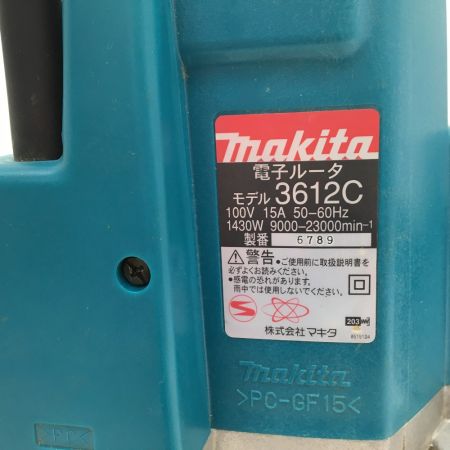 makita
電子ルータ
モデル 3612C
100V 15A 50-60Hz
1430W 9000-23000min-1
製番 6789
警告 ●ご使用前に取扱説明書を
必ずよくお読みください。
●感電の恐れがあります。
雨中では使用しないでください。
S
203
株式会社マキタ
makita
>PC-GF15<